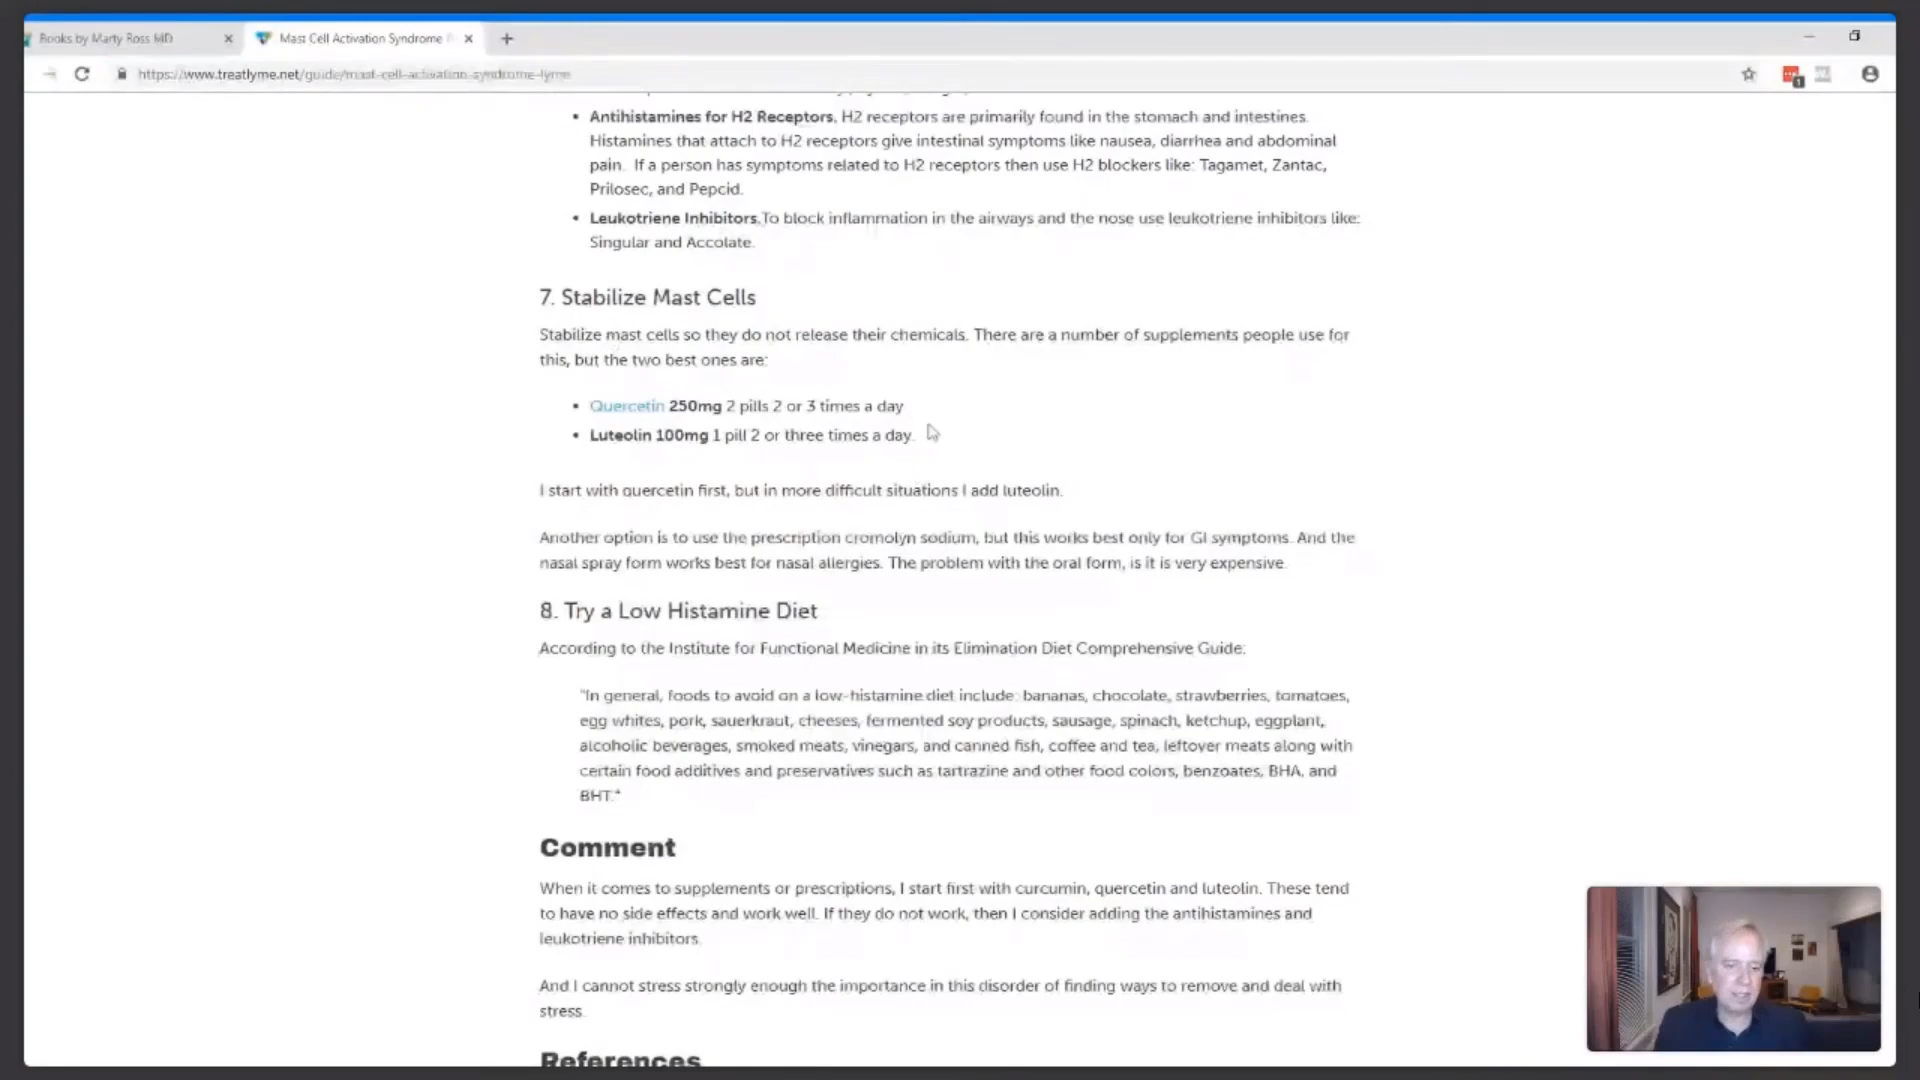 Books by Marty Ross MD
Mast Cell Activation Syndrome
https://www.treatlyme.net/guide/mast-cell-activation-syndrome-lyme
• Antihistamines for H2 Receptors. H2 receptors are primarily found in the stomach and intestines.
Histamines that attach to H2 receptors give intestinal symptoms like nausea, diarrhea and abdominal
pain. If a person has symptoms related to H2 receptors then use H2 blockers like: Tagamet, Zantac,
Prilosec, and Pepcid.
• Leukotriene Inhibitors.To block inflammation in the airways and the nose use leukotriene inhibitors like:
Singular and Accolate.
7. Stabilize Mast Cells
Stabilize mast cells so they do not release their chemicals. There are a number of supplements people use for
this, but the two best ones are:
• Quercetin 250mg 2 pills 2 or 3 times a day
• Luteolin 100mg 1 pill 2 or three times a day.
I start with quercetin first, but in more difficult situations I add luteolin.
Another option is to use the prescription cromolyn sodium, but this works best only for GI symptoms. And the
nasal spray form works best for nasal allergies. The problem with the oral form, is it is very expensive.
8. Try a Low Histamine Diet
According to the Institute for Functional Medicine in its Elimination Diet Comprehensive Guide:
"In general, foods to avoid on a low-histamine diet include: bananas, chocolate, strawberries, tomatoes,
egg whites, pork, sauerkraut, cheeses, fermented soy products, sausage, spinach, ketchup, eggplant,
alcoholic beverages, smoked meats, vinegars, and canned fish, coffee and tea, leftover meats along with
certain food additives and preservatives such as tartrazine and other food colors, benzoates, BHA, and
BHT."
Comment
When it comes to supplements or prescriptions, I start first with curcumin, quercetin and luteolin. These tend
to have no side effects and work well. If they do not work, then I consider adding the antihistamines and
leukotriene inhibitors.
And I cannot stress strongly enough the importance in this disorder of finding ways to remove and deal with
stress.
References